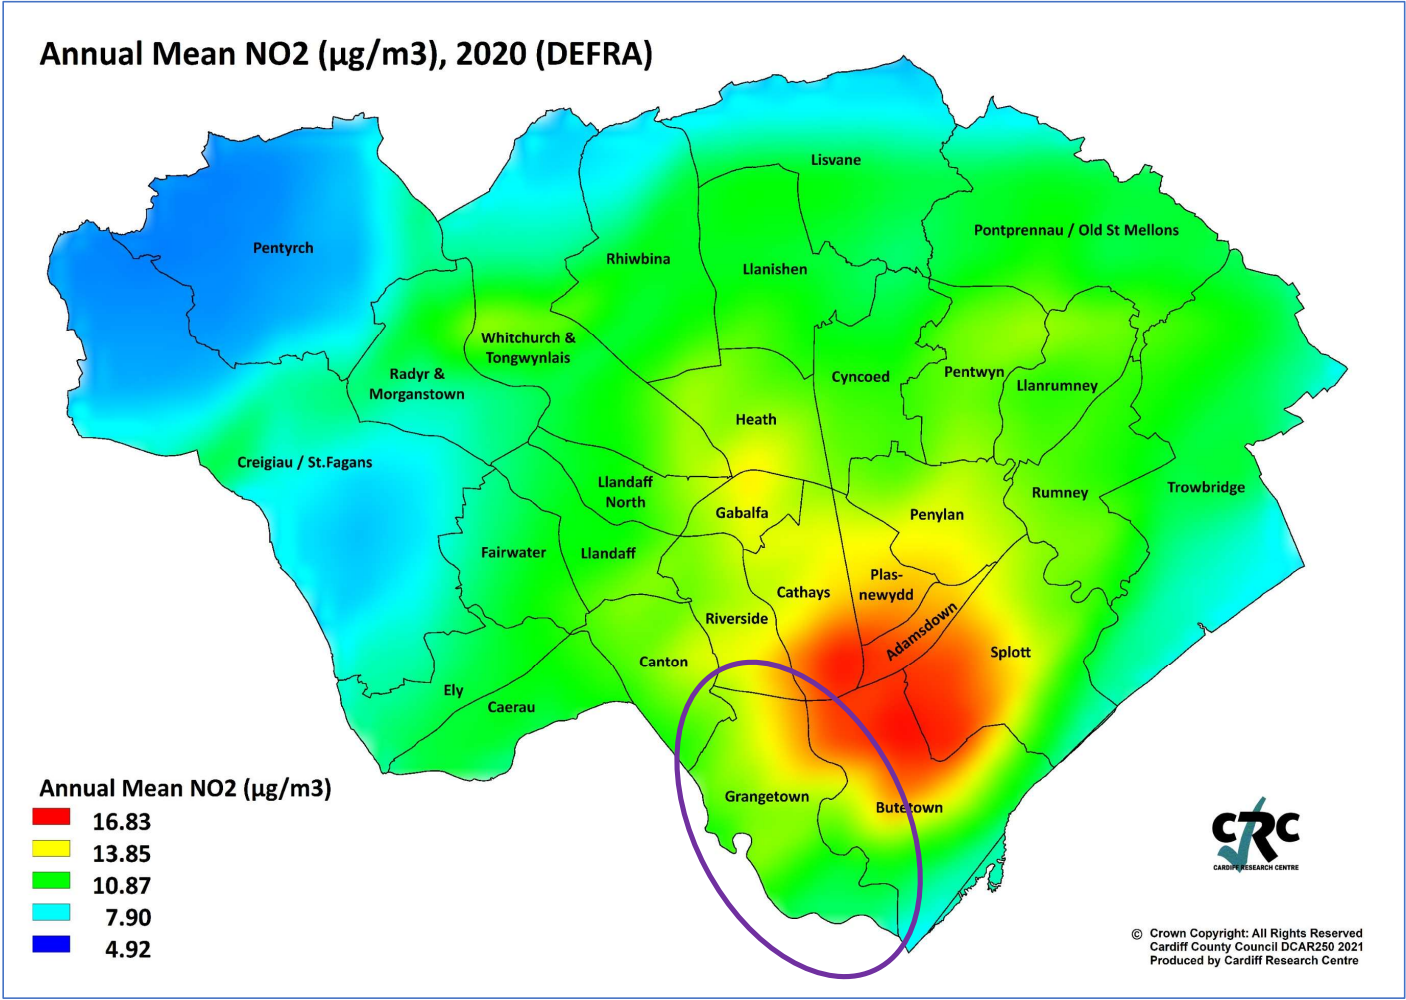 Annual Mean NO2 (µg/m3), 2020 (DEFRA)
Lisvane
Pontprennau / Old St Mellons
Pentyrch
Rhiwbina
Llanishen
Whitchurch &
Tongwynlais
Radyr &
Morganstown
Cyncoed
Pentwyn
Llanrumney
Heath
Creigiau / St.Fagans
Llandaff
North
Rumney
Trowbridge
Gabalfa
Penylan
Fairwater
Llandaff
Plas-
newydd
Cathays
Riverside
Adamsdown
Splott
Canton
Ely
Caerau
Grangetown
Butetown
Annual Mean NO2 (µg/m3)
16.83
13.85
10.87
7.90
4.92
CRC
CARDIFF RESEARCH CENTRE
© Crown Copyright: All Rights Reserved
Cardiff County Council DCAR250 2021
Produced by Cardiff Research Centre